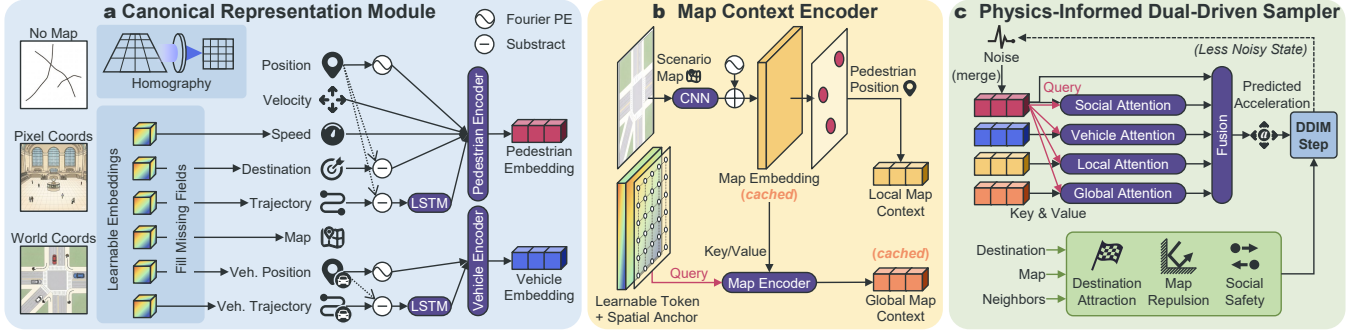 a Canonical Representation Module
No Map
Homography
Pixel Coords
World Coords
Learnable Embeddings
Fill Missing Fields
Position
Velocity
Speed
Destination
Trajectory
Map
Veh. Position
Veh. Trajectory
Fourier PE
Substract
LSTM
LSTM
Pedestrian Encoder
Vehicle Encoder
Pedestrian
Embedding
Vehicle
Embedding
b Map Context Encoder
Scenario
Map
CNN
Pedestrian
Position
Map Embedding
(cached)
Local Map
Context
Key/Value
Query
Map Encoder
(cached)
Global Map
Context
Learnable Token
+ Spatial Anchor
c Physics-Informed Dual-Driven Sampler
Noise
(merge)
(Less Noisy State)
Query
Social Attention
Vehicle Attention
Local Attention
Global Attention
Key & Value
Fusion
Predicted
Acceleration
a
DDIM
Step
Destination
Map
Neighbors
Destination
Attraction
Map
Repulsion
Social
Safety